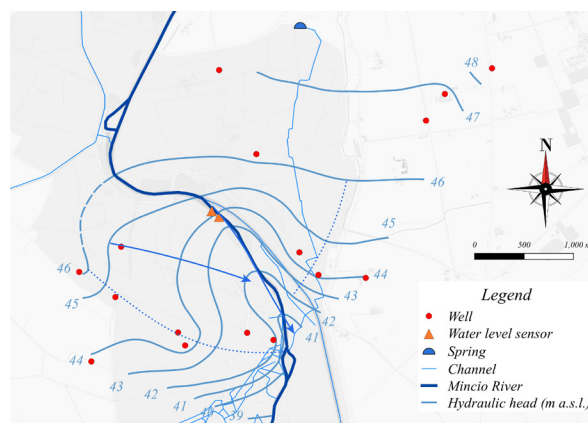 48
47
46
45
44
43
42
41
46
45
44
43
42
41
40
39
N
0
500
1,000 m
Legend
Well
Water level sensor
Spring
Channel
Mincio River
Hydraulic head (m a.s.l.)